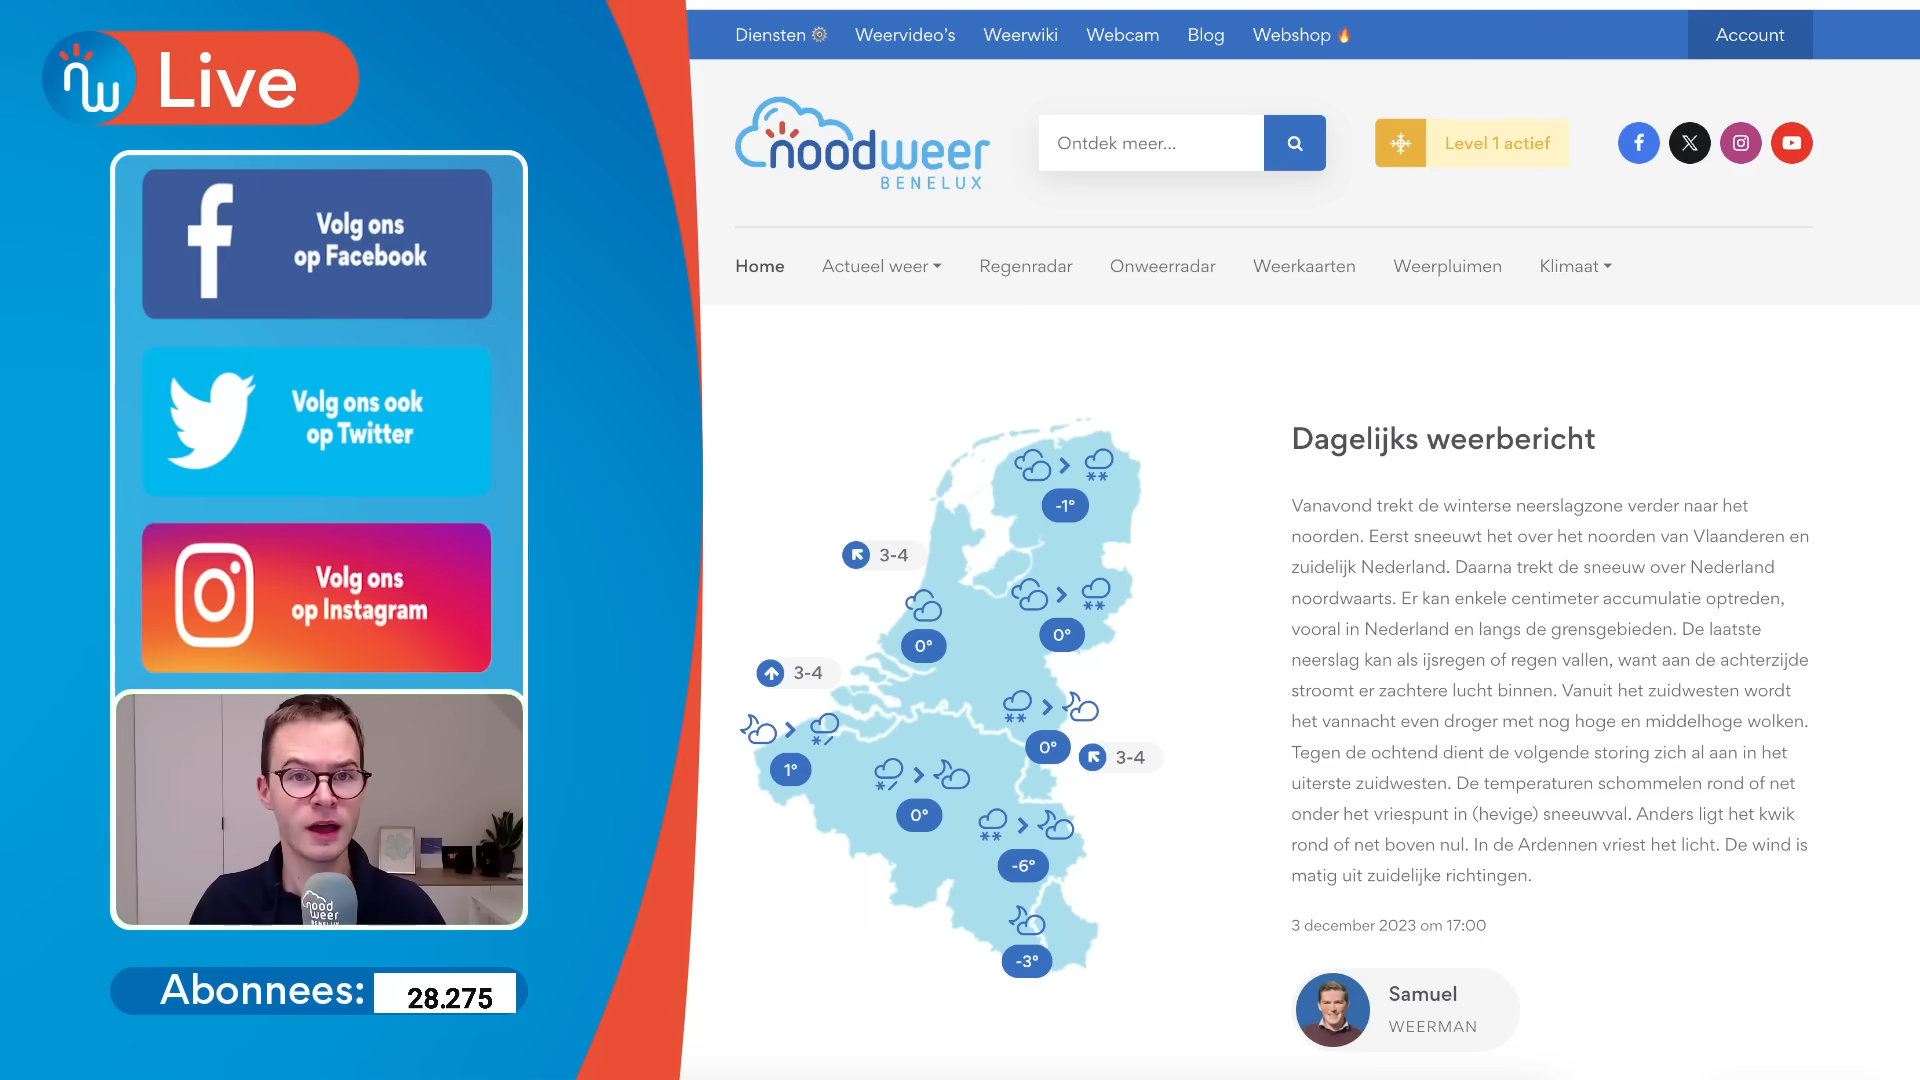 nw Live
Volg ons
op Facebook
Volg ons ook
op Twitter
Volg ons
op Instagram
nood
weer
BENELUX
Abonnees: 28.275
Diensten Weervideo's Weerwiki Webcam Blog Webshop Account
noodweer
BENELUX
Ontdek meer...
Level 1 actief
Home Actueel weer Regenradar Onweerradar Weerkaarten Weerpluimen Klimaat
-1°
3-4
0°
0°
3-4
1°
0°
3-4
0°
-6°
-3°
Dagelijks weerbericht
Vanavond trekt de winterse neerslagzone verder naar het
noorden. Eerst sneeuwt het over het noorden van Vlaanderen en
zuidelijk Nederland. Daarna trekt de sneeuw over Nederland
noordwaarts. Er kan enkele centimeter accumulatie optreden,
vooral in Nederland en langs de grensgebieden. De laatste
neerslag kan als ijsregen of regen vallen, want aan de achterzijde
stroomt er zachtere lucht binnen. Vanuit het zuidwesten wordt
het vannacht even droger met nog hoge en middelhoge wolken.
Tegen de ochtend dient de volgende storing zich al aan in het
uiterste zuidwesten. De temperaturen schommelen rond of net
onder het vriespunt in (hevige) sneeuwval. Anders ligt het kwik
rond of net boven nul. In de Ardennen vriest het licht. De wind is
matig uit zuidelijke richtingen.
3 december 2023 om 17:00
Samuel
WEERMAN